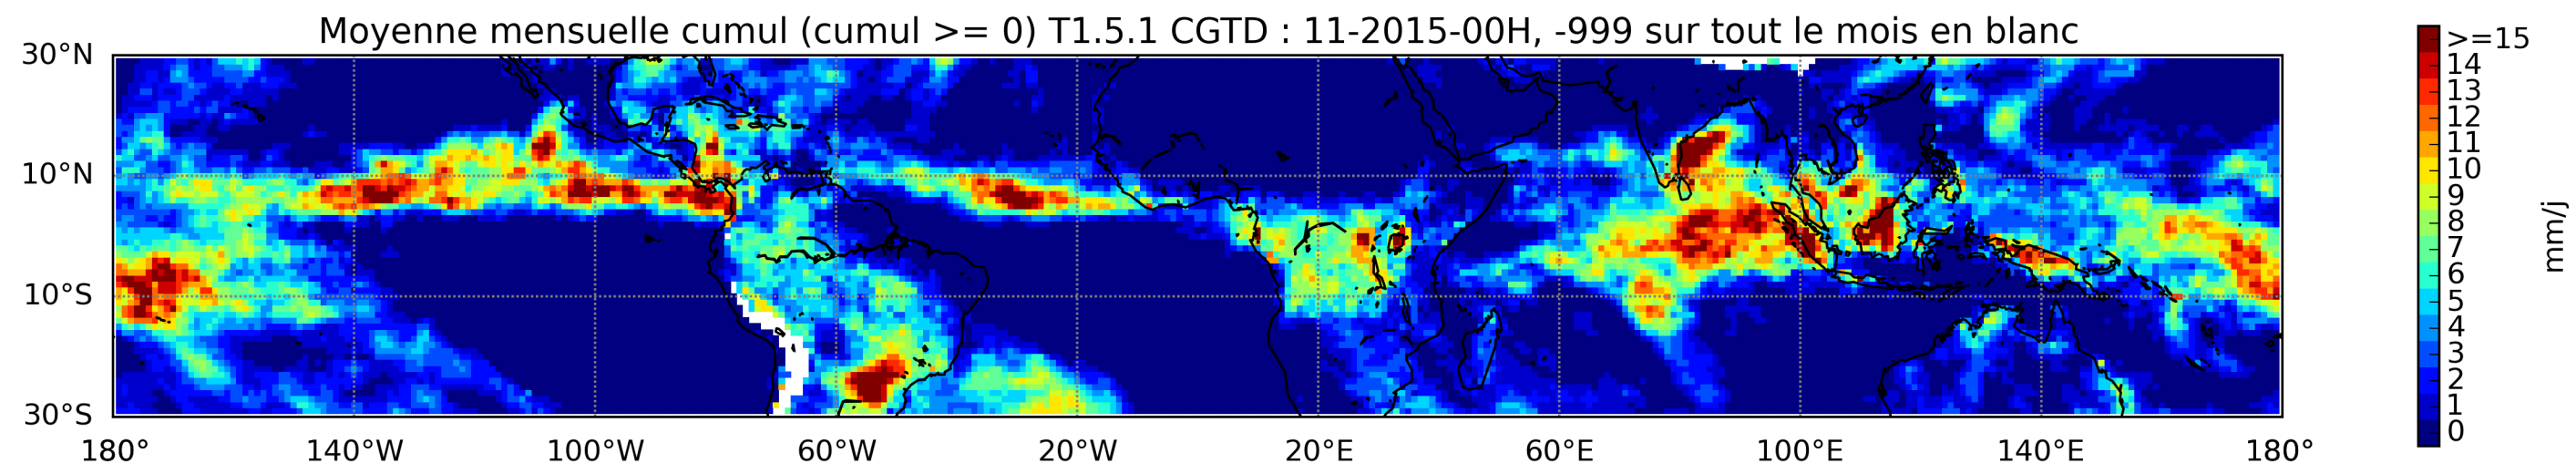 Moyenne mensuelle cumul (cumul >= 0) T1.5.1 CGTD : 11-2015-00H, -999 sur tout le mois en blanc
30°N
10°N
10°S
30°S
180°
140°W
100°W
60°W
20°W
20°E
60°E
100°E
140°E
180°
>=15
14
13
12
11
10
9
8
7
6
5
4
3
2
1
0
mm/j